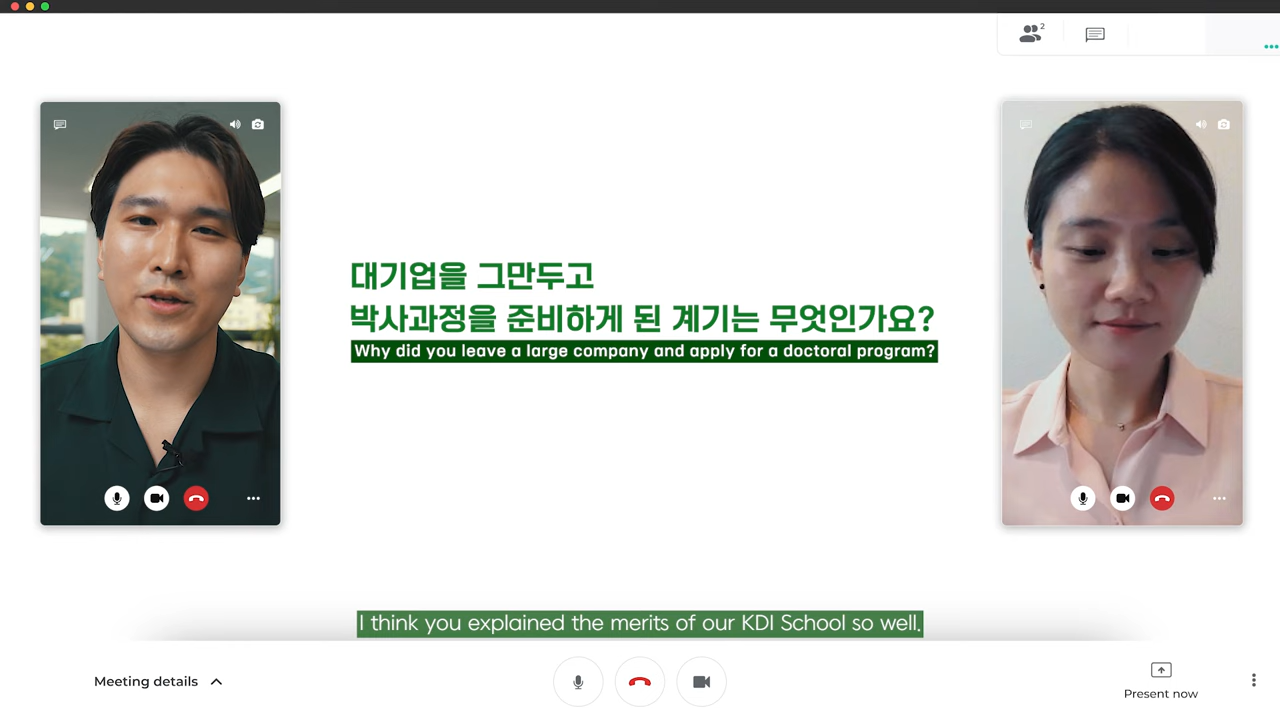 2
대기업을 그만두고
박사과정을 준비하게 된 계기는 무엇인가요?
Why did you leave a large company and apply for a doctoral program?
I think you explained the merits of our KDI School so well.
Meeting details
Present now